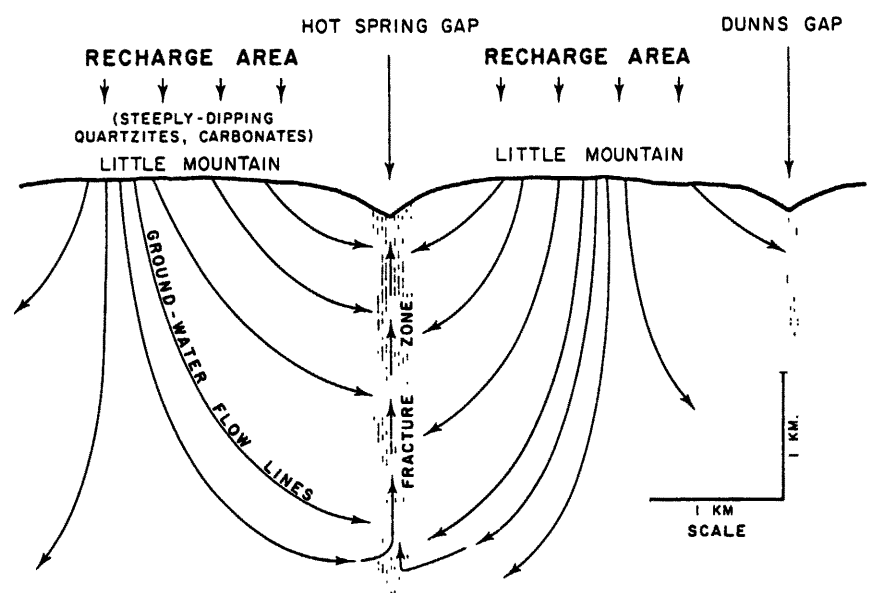 HOT SPRING GAP
DUNNS GAP
RECHARGE AREA
RECHARGE AREA
(STEEPLY-DIPPING
QUARTZITES, CARBONATES)
LITTLE MOUNTAIN
LITTLE MOUNTAIN
GROUND-WATER FLOW LINES
FRACTURE ZONE
1 KM.
1 KM
SCALE